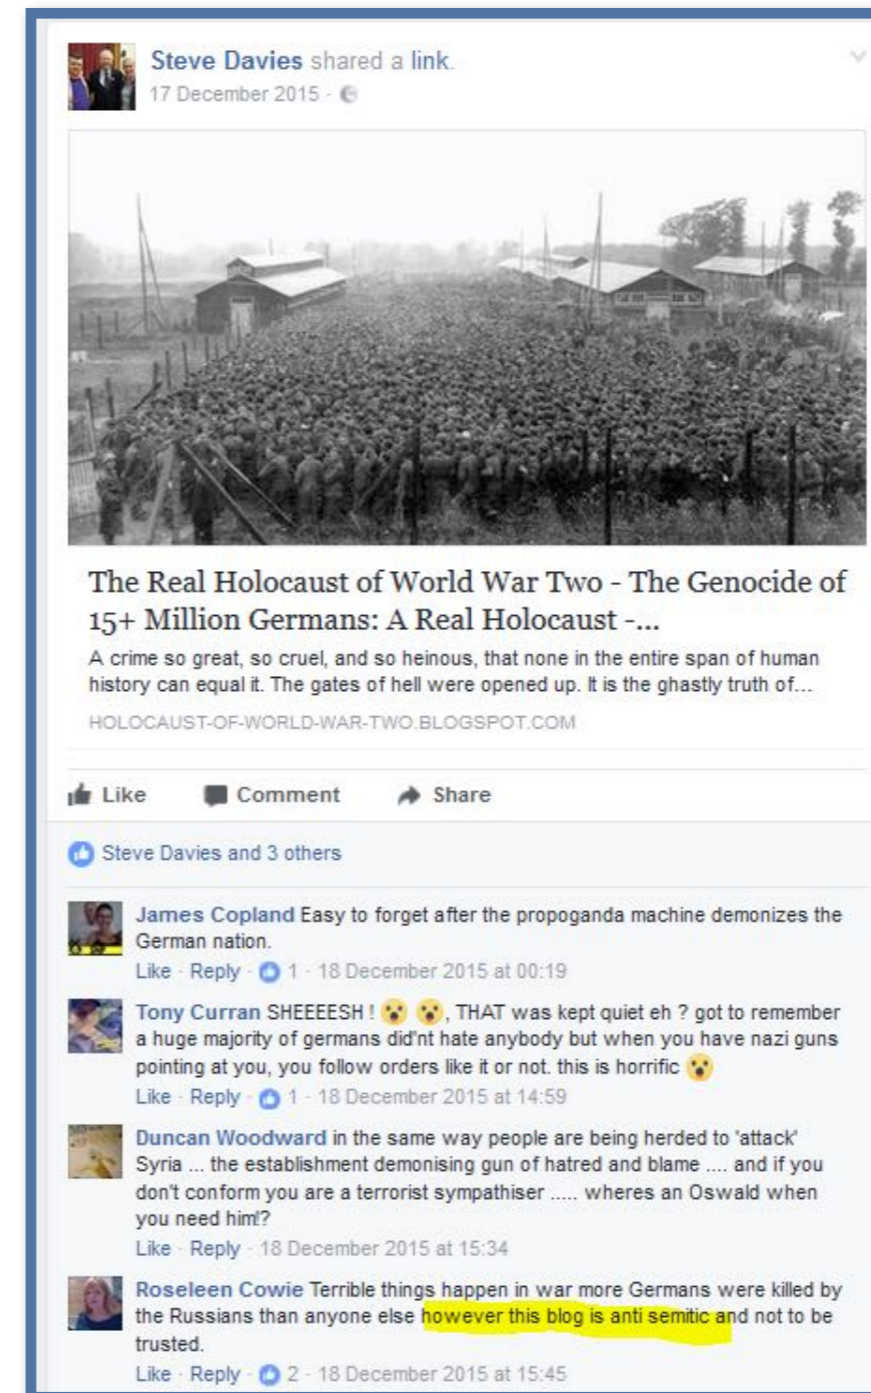 Steve Davies shared a link.
17 December 2015 ·
The Real Holocaust of World War Two - The Genocide of
15+ Million Germans: A Real Holocaust -...
A crime so great, so cruel, and so heinous, that none in the entire span of human
history can equal it. The gates of hell were opened up. It is the ghastly truth of...
HOLOCAUST-OF-WORLD-WAR-TWO.BLOGSPOT.COM
Like Comment Share
Steve Davies and 3 others
James Copland Easy to forget after the propoganda machine demonizes the
German nation.
Like · Reply · 1 · 18 December 2015 at 00:19
Tony Curran SHEEEESH ! 😮 😮, THAT was kept quiet eh ? got to remember
a huge majority of germans did'nt hate anybody but when you have nazi guns
pointing at you, you follow orders like it or not. this is horrific 😮
Like · Reply · 1 · 18 December 2015 at 14:59
Duncan Woodward in the same way people are being herded to 'attack'
Syria ... the establishment demonising gun of hatred and blame .... and if you
don't conform you are a terrorist sympathiser ..... wheres an Oswald when
you need him!?
Like · Reply · 18 December 2015 at 15:34
Roseleen Cowie Terrible things happen in war more Germans were killed by
the Russians than anyone else however this blog is anti semitic and not to be
trusted.
Like · Reply · 2 · 18 December 2015 at 15:45